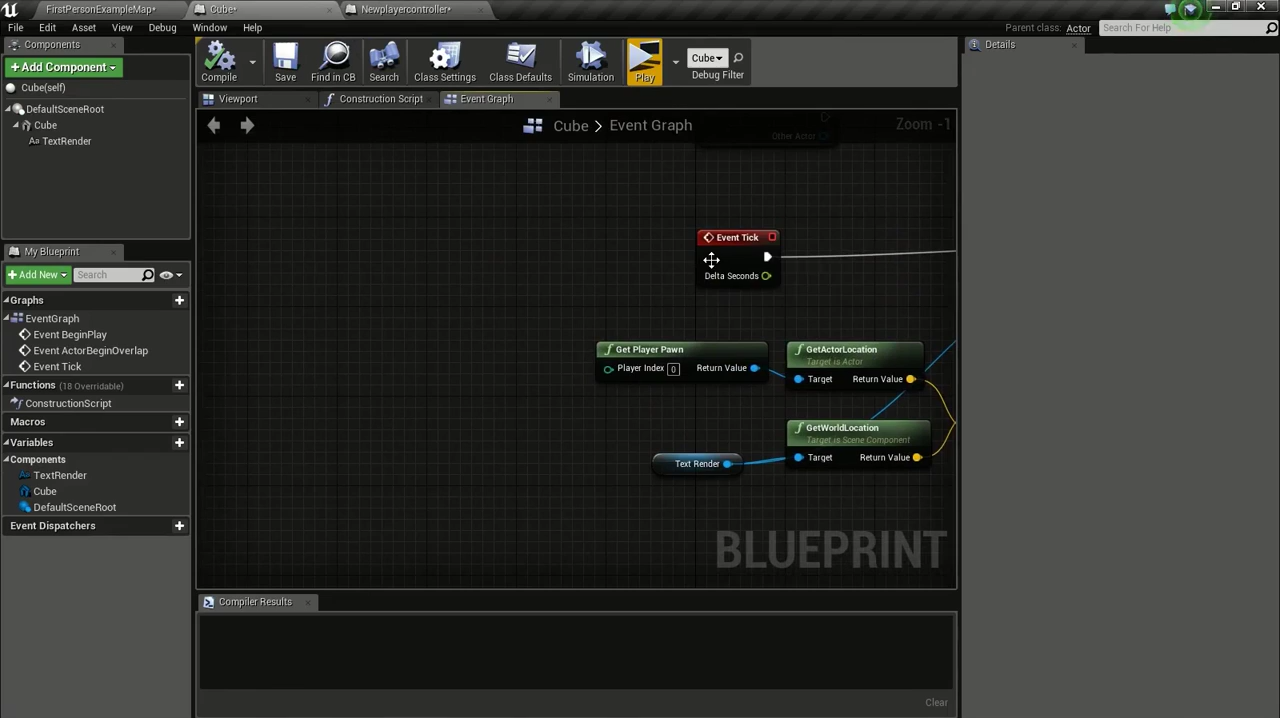 FirstPersonExampleMap*
Cube*
Newplayercontroller*
File
Edit
Asset
View
Debug
Window
Help
Parent class: Actor
Search For Help
Components
Add Component
Cube(self)
DefaultSceneRoot
Cube
TextRender
Compile
Save
Find in CB
Search
Class Settings
Class Defaults
Simulation
Play
Cube
Debug Filter
Details
Viewport
Construction Script
Event Graph
Cube > Event Graph
Zoom -1
Other Actor
Event Tick
Delta Seconds
Get Player Pawn
Player Index 0
Return Value
GetActorLocation
Target is Actor
Target
Return Value
GetWorldLocation
Target is Scene Component
Target
Return Value
Text Render
BLUEPRINT
My Blueprint
Add New
Search
Graphs
EventGraph
Event BeginPlay
Event ActorBeginOverlap
Event Tick
Functions (18 Overridable)
ConstructionScript
Macros
Variables
Components
TextRender
Cube
DefaultSceneRoot
Event Dispatchers
Compiler Results
Clear